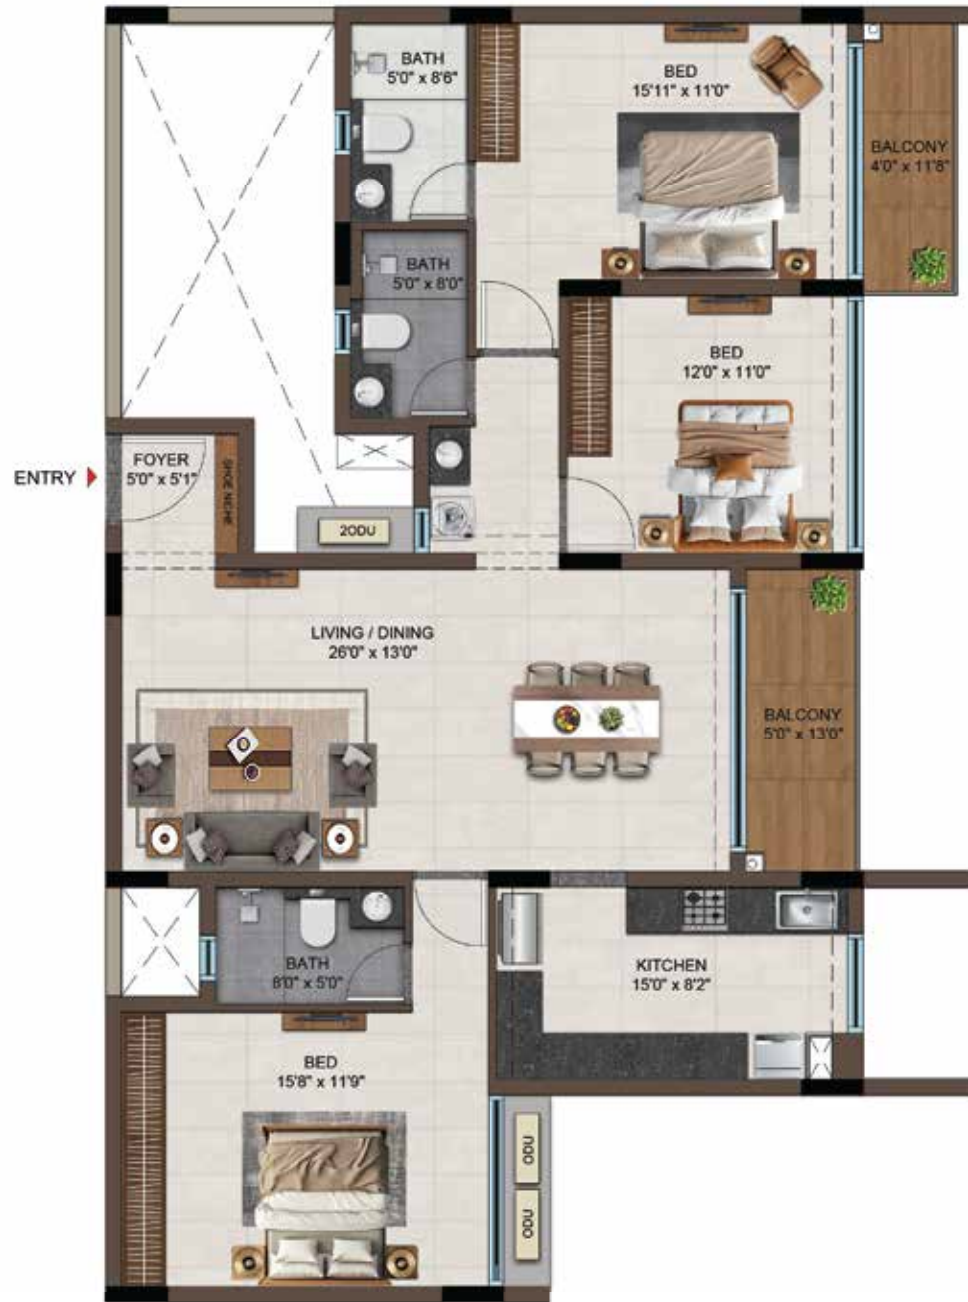 BATH
5'0" x 8'6"
BED
15'11" x 11'0"
BALCONY
4'0" x 11'8"
BATH
5'0" x 8'0"
BED
12'0" x 11'0"
ENTRY
FOYER
5'0" x 5'1"
SHOE NICHE
2ODU
LIVING / DINING
26'0" x 13'0"
BALCONY
5'0" x 13'0"
BATH
8'0" x 5'0"
KITCHEN
15'0" x 8'2"
BED
15'8" x 11'9"
ODU
ODU